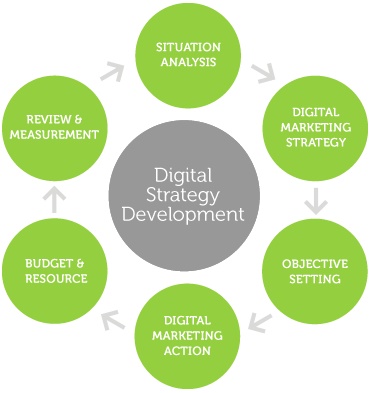 SITUATION
ANALYSIS
DIGITAL
MARKETING
STRATEGY
OBJECTIVE
SETTING
DIGITAL
MARKETING
ACTION
BUDGET &
RESOURCE
REVIEW &
MEASUREMENT
Digital
Strategy
Development